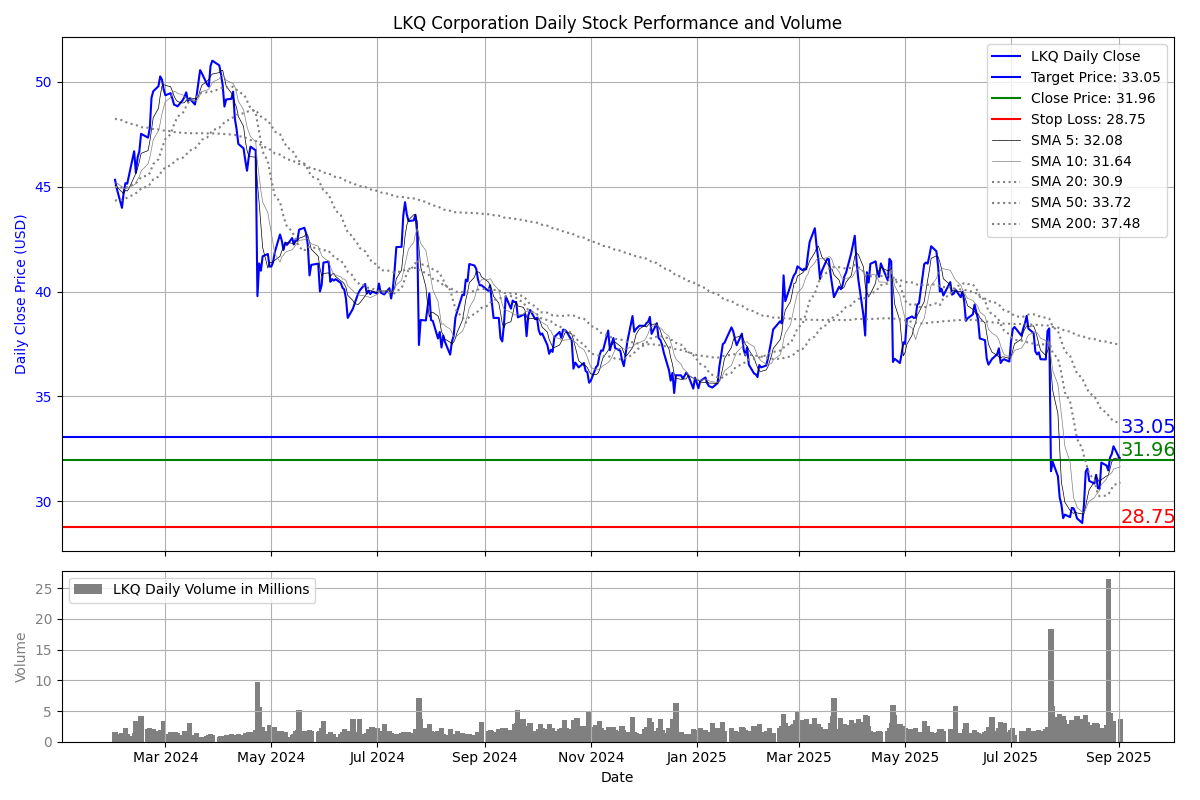 LKQ Corporation Daily Stock Performance and Volume
Daily Close Price (USD)
50
45
40
35
30
LKQ Daily Close
Target Price: 33.05
Close Price: 31.96
Stop Loss: 28.75
SMA 5: 32.08
SMA 10: 31.64
SMA 20: 30.9
SMA 50: 33.72
SMA 200: 37.48
33.05
31.96
28.75
Volume
25
20
15
10
5
0
LKQ Daily Volume in Millions
Mar 2024
May 2024
Jul 2024
Sep 2024
Nov 2024
Jan 2025
Mar 2025
May 2025
Jul 2025
Sep 2025
Date